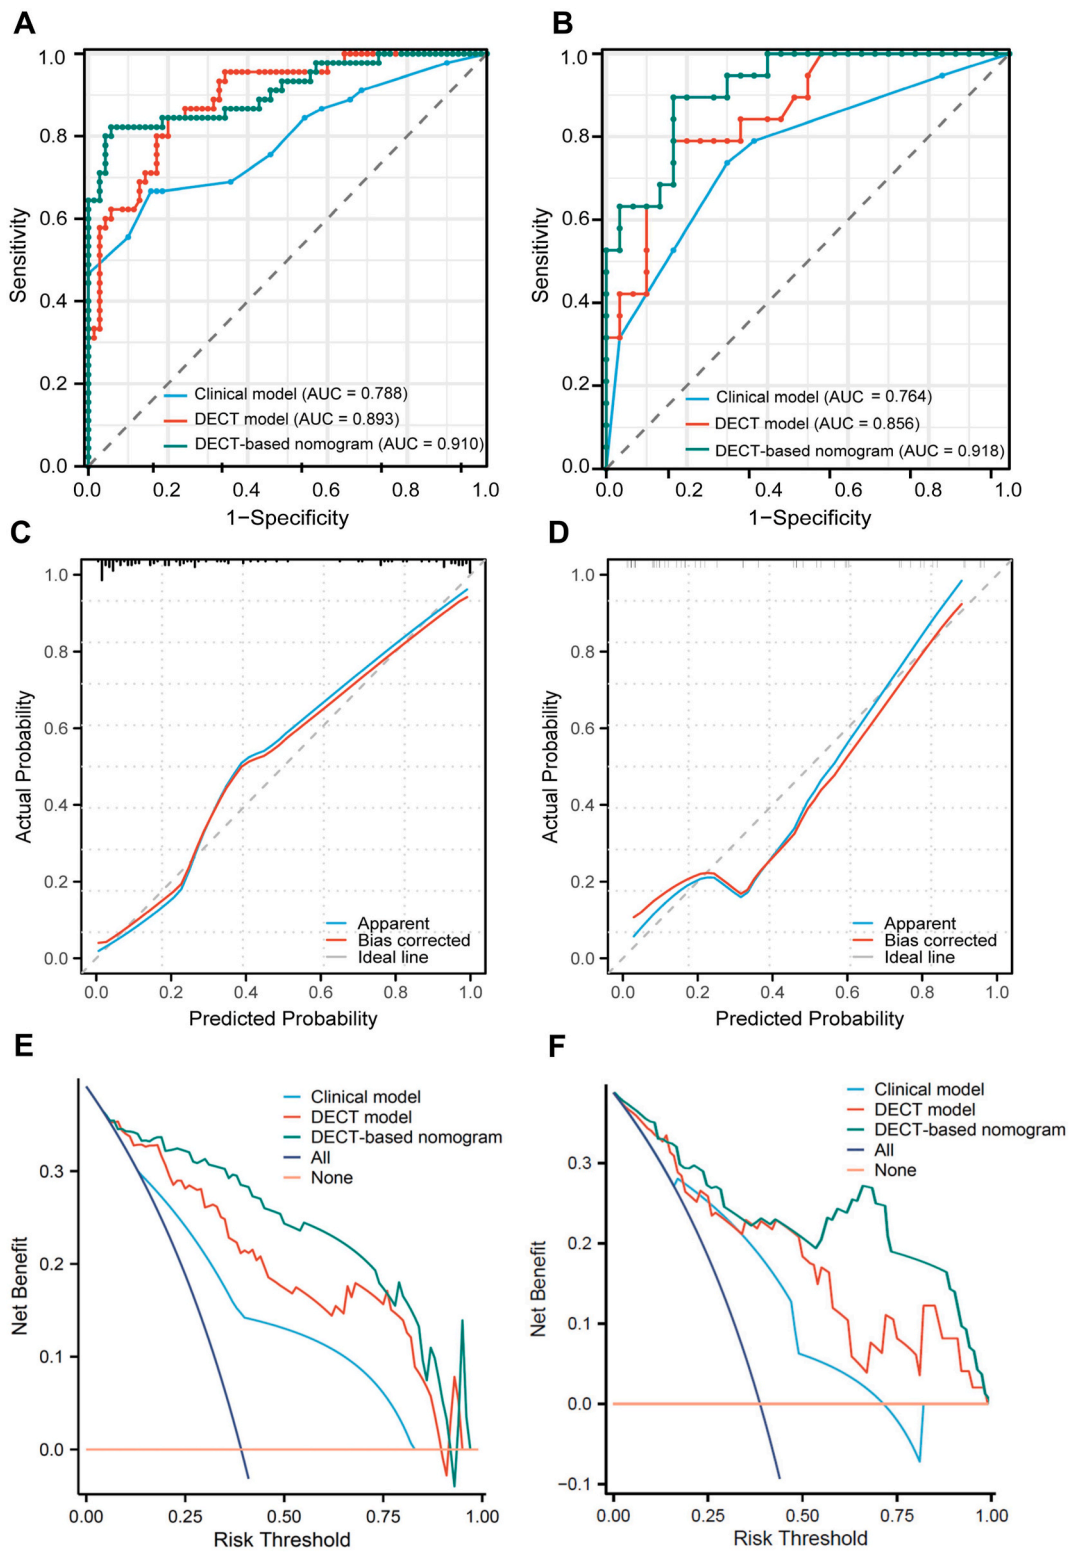 A
B
1.0
0.8
0.6
0.4
0.2
0.0
Sensitivity
Clinical model (AUC = 0.788)
DECT model (AUC = 0.893)
DECT-based nomogram (AUC = 0.910)
0.0 0.2 0.4 0.6 0.8 1.0
1−Specificity
1.0
0.8
0.6
0.4
0.2
0.0
Sensitivity
Clinical model (AUC = 0.764)
DECT model (AUC = 0.856)
DECT-based nomogram (AUC = 0.918)
0.0 0.2 0.4 0.6 0.8 1.0
1−Specificity
C
D
1.0
0.8
0.6
0.4
0.2
0.0
Actual Probability
Apparent
Bias corrected
Ideal line
0.0 0.2 0.4 0.6 0.8 1.0
Predicted Probability
1.0
0.8
0.6
0.4
0.2
0.0
Actual Probability
Apparent
Bias corrected
Ideal line
0.0 0.2 0.4 0.6 0.8 1.0
Predicted Probability
E
F
Clinical model
DECT model
DECT-based nomogram
All
None
0.3
0.2
0.1
0.0
Net Benefit
0.00 0.25 0.50 0.75 1.00
Risk Threshold
Clinical model
DECT model
DECT-based nomogram
All
None
0.3
0.2
0.1
0.0
−0.1
Net Benefit
0.00 0.25 0.50 0.75 1.00
Risk Threshold